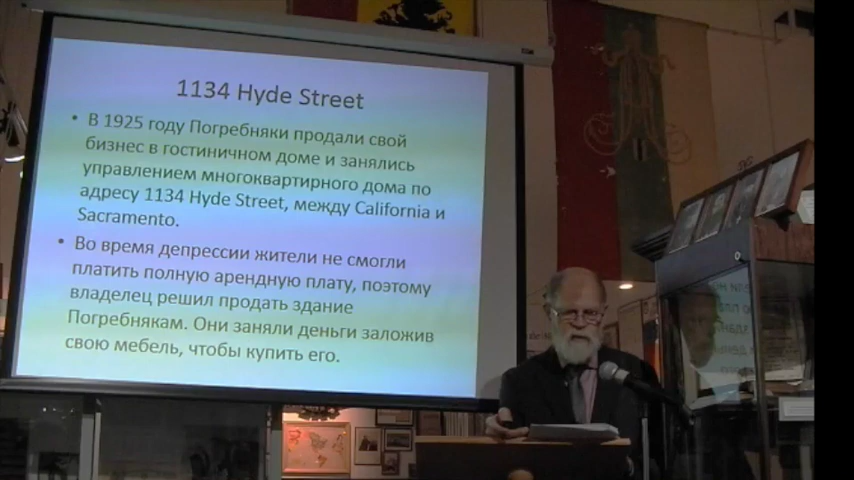 1134 Hyde Street
• В 1925 году Погребняки продали свой
бизнес в гостиничном доме и занялись
управлением многоквартирного дома по
адресу 1134 Hyde Street, между California и
Sacramento.
• Во время депрессии жители не смогли
платить полную арендную плату, поэтому
владелец решил продать здание
Погребнякам. Они заняли деньги заложив
свою мебель, чтобы купить его.